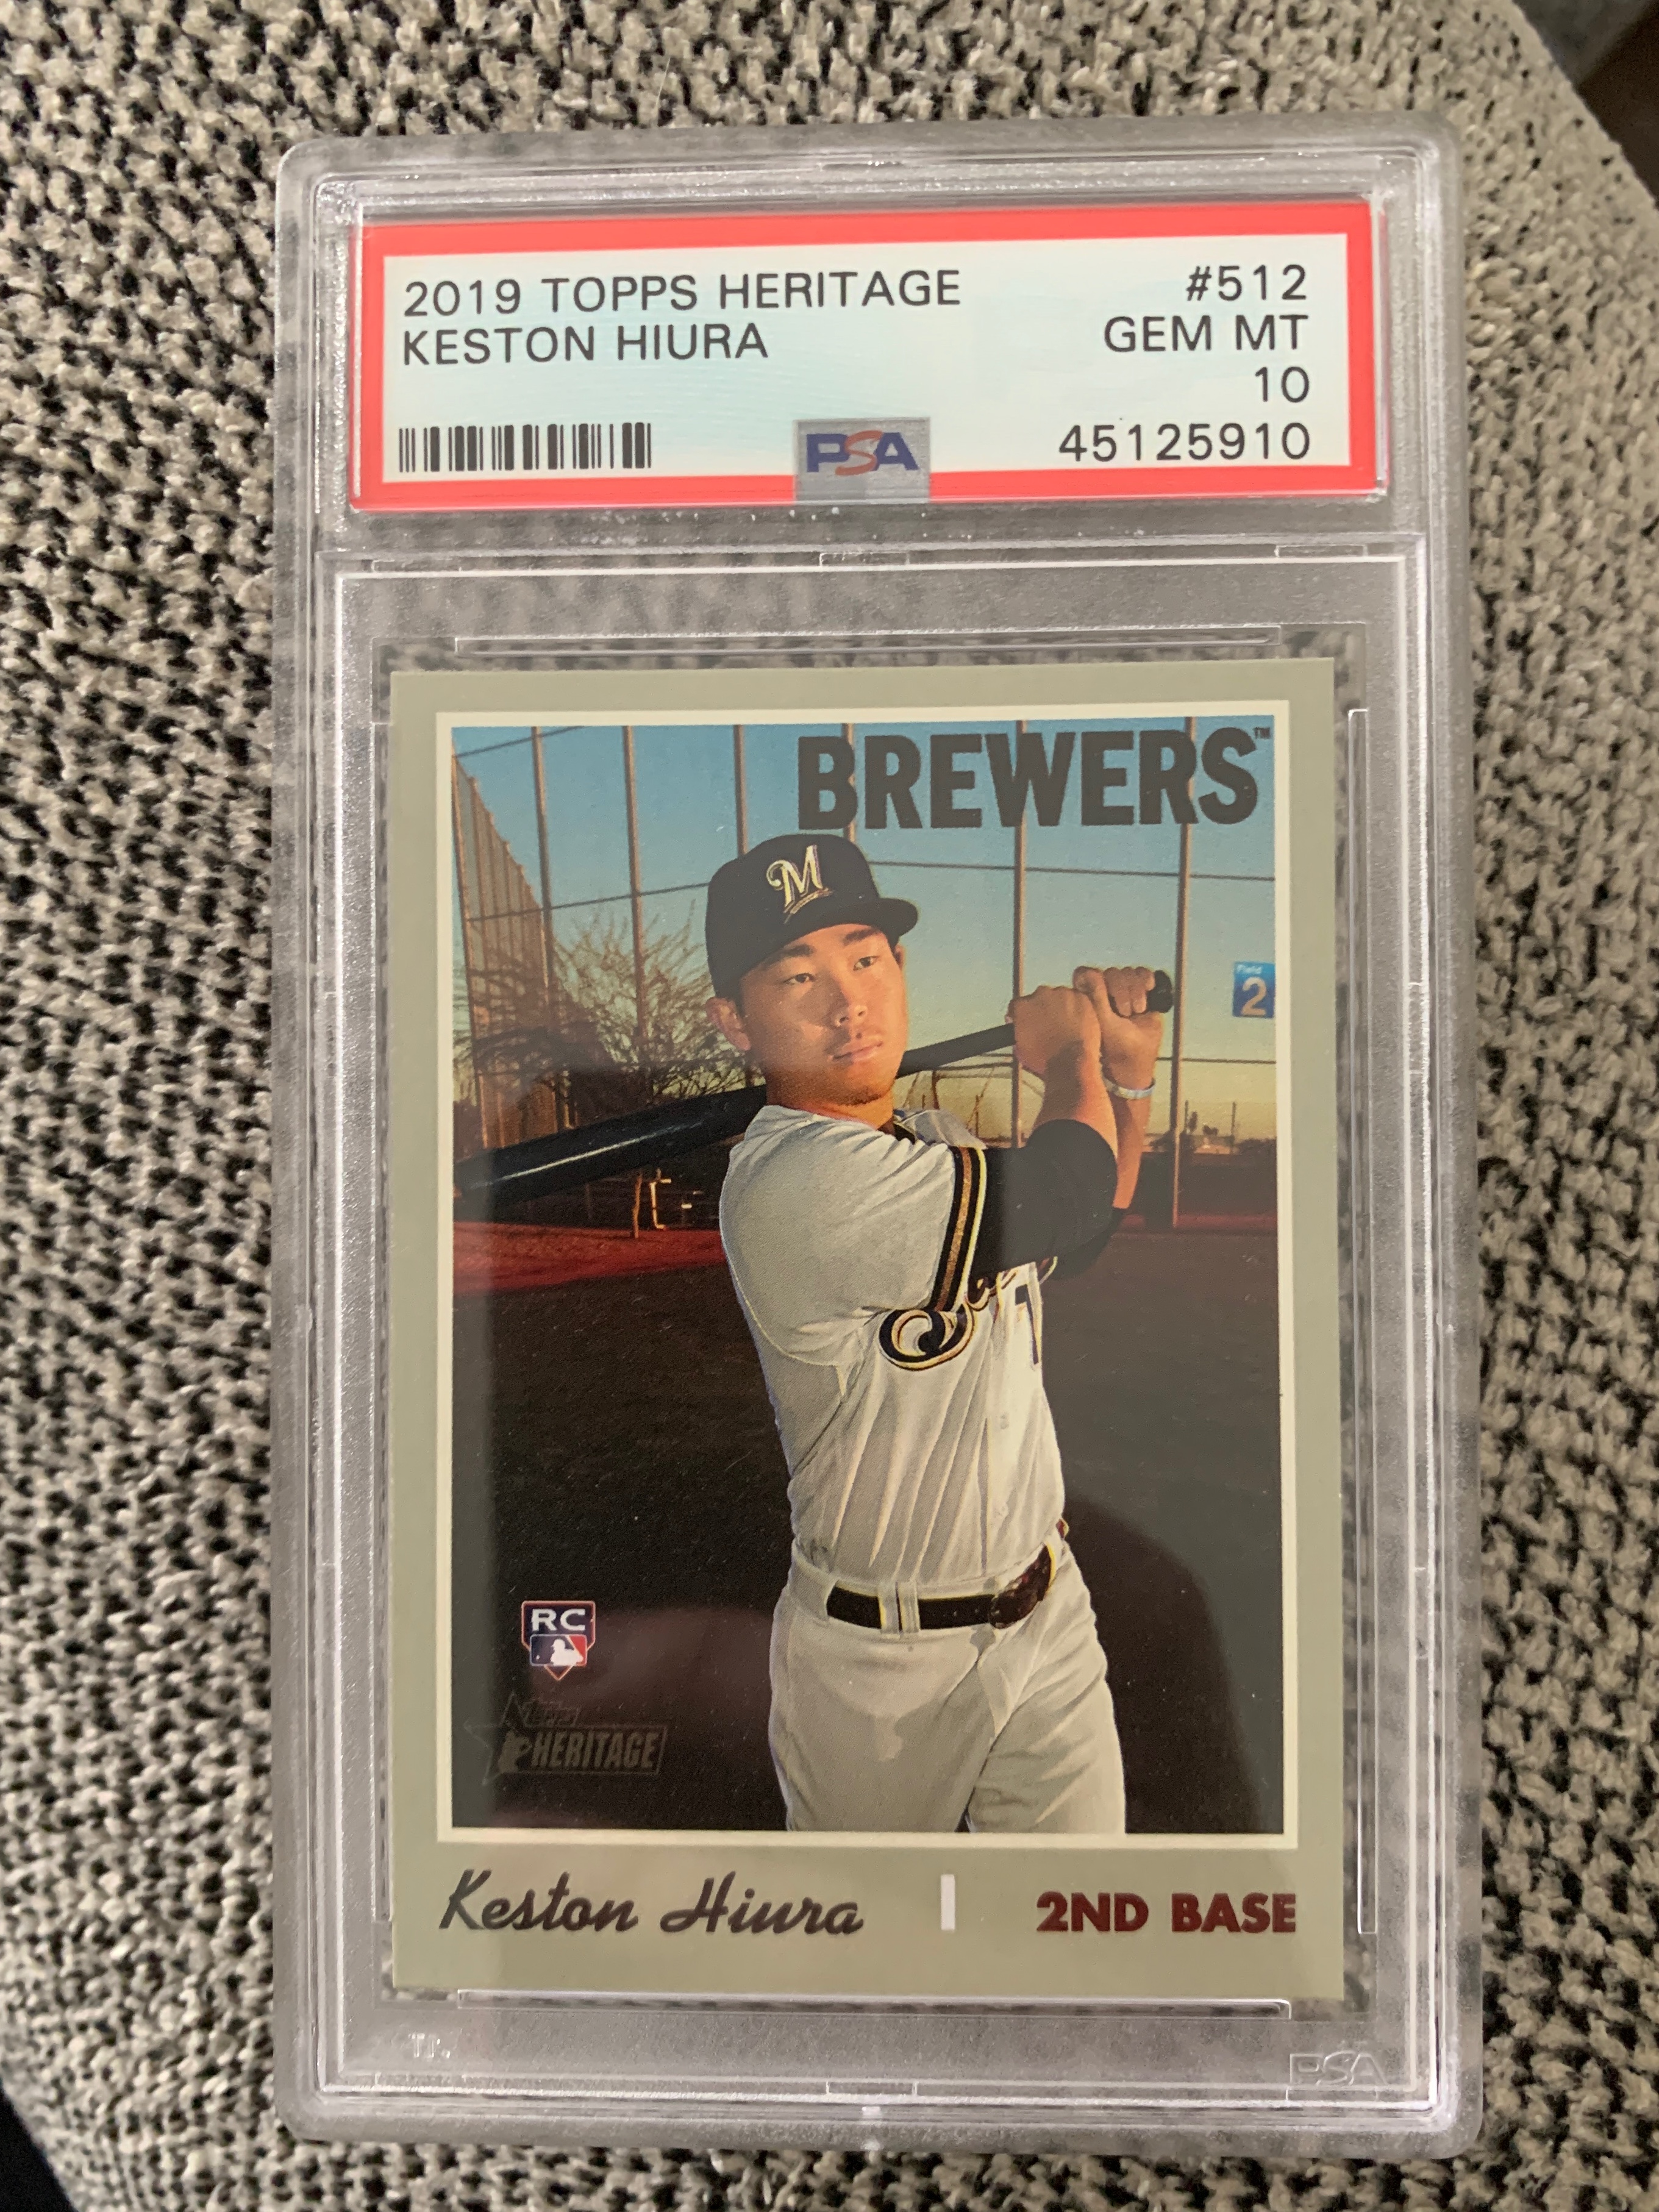 2019 TOPPS HERITAGE #512
KESTON HIURA GEM MT
10
PSA 45125910
BREWERS™
M
Field
2
RC
Topps
HERITAGE
Keston Hiura | 2ND BASE
PSA